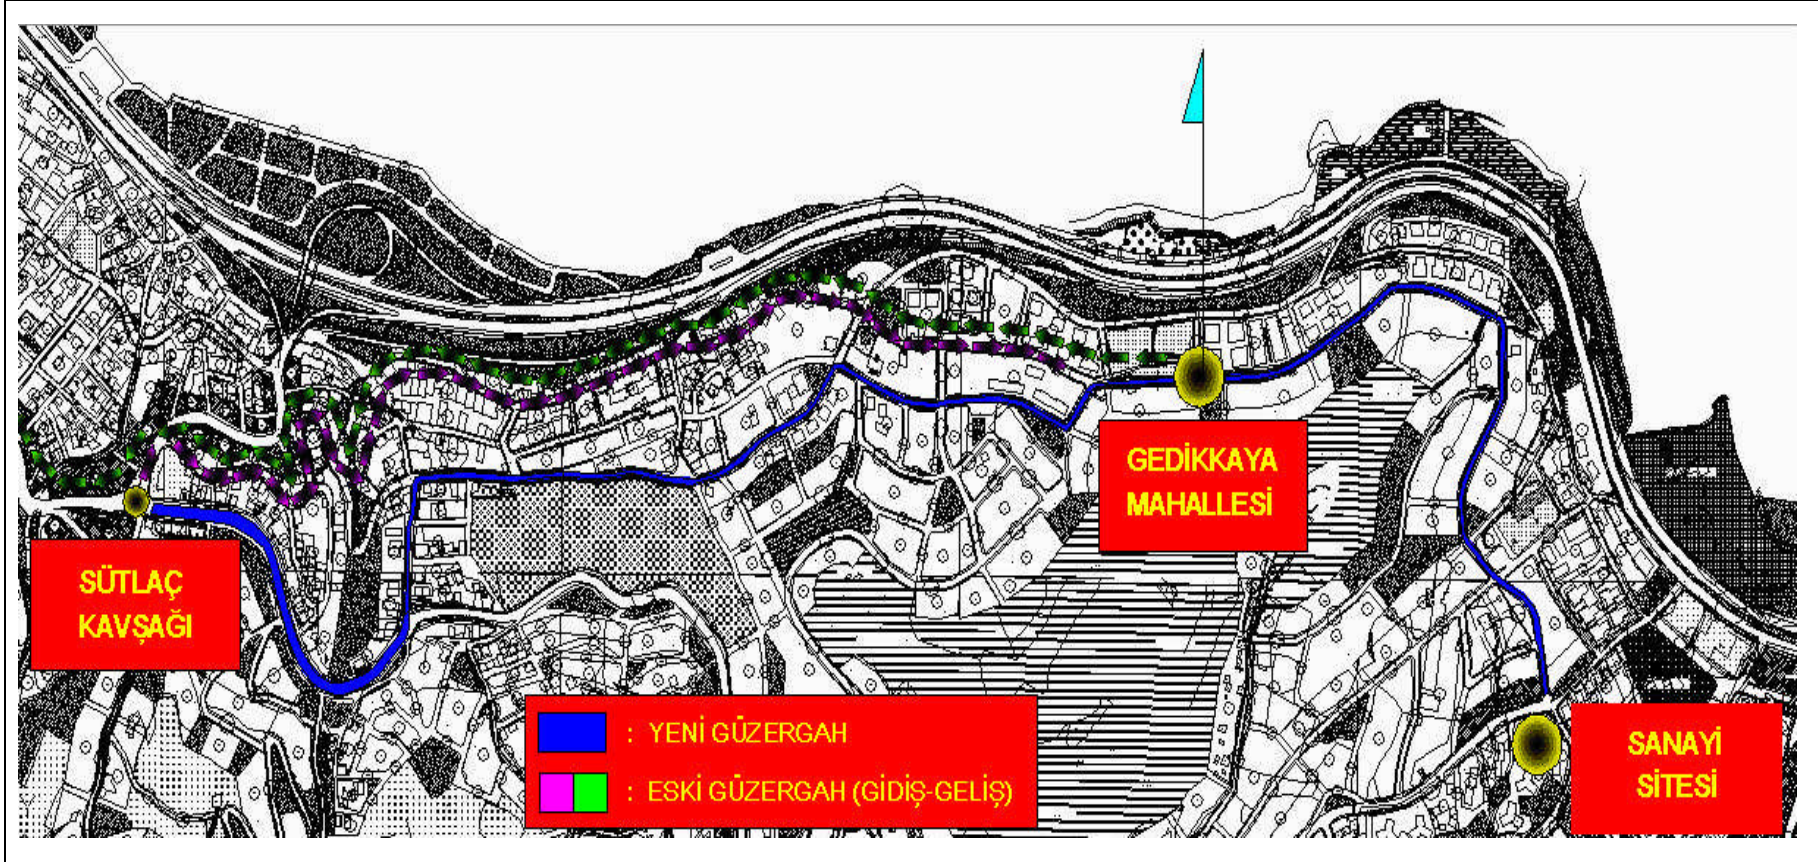 GEDİKKAYA
MAHALLESİ
SÜTLAÇ
KAVŞAĞI
: YENİ GÜZERGAH
: ESKİ GÜZERGAH (GİDİŞ-GELİŞ)
SANAYİ
SİTESİ